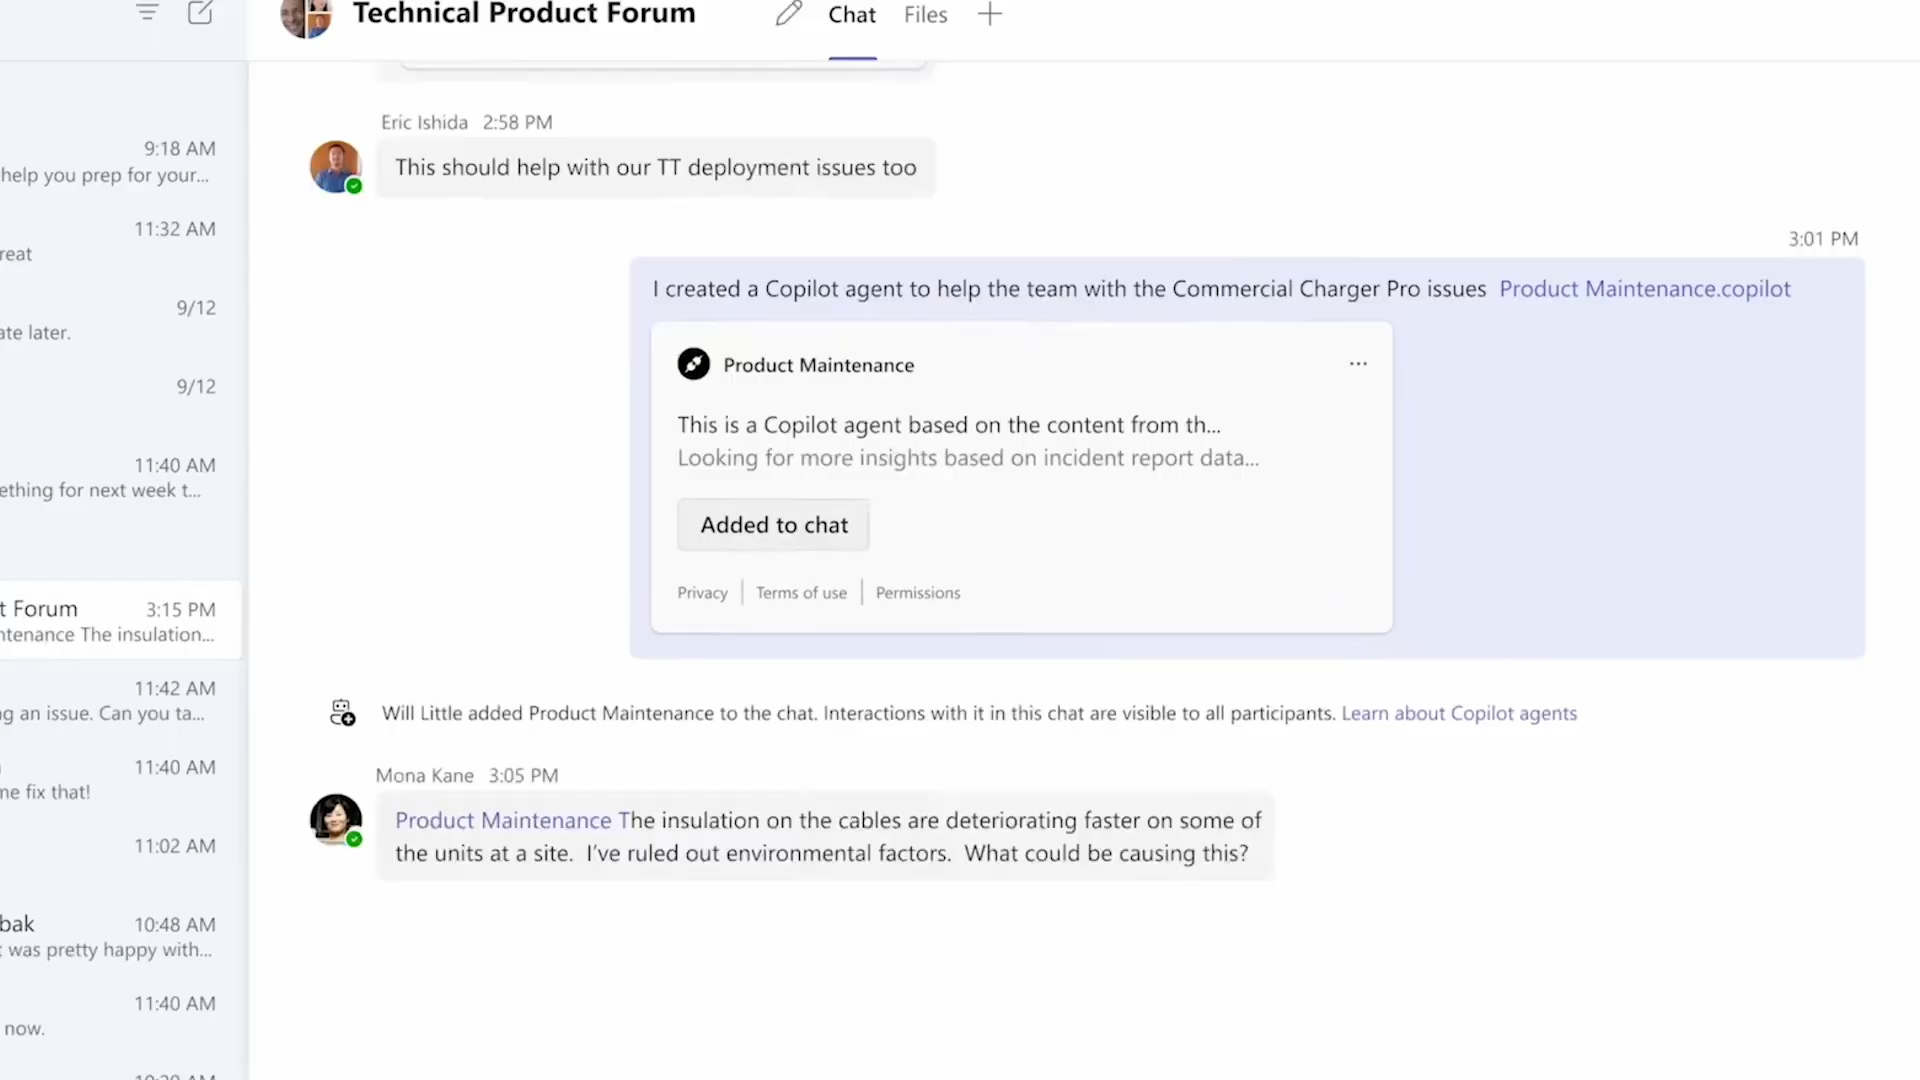 Technical Product Forum
Chat
Files
Eric Ishida 2:58 PM
This should help with our TT deployment issues too
3:01 PM
I created a Copilot agent to help the team with the Commercial Charger Pro issues Product Maintenance.copilot
Product Maintenance
...
This is a Copilot agent based on the content from th...
Looking for more insights based on incident report data...
Added to chat
Privacy | Terms of use | Permissions
Will Little added Product Maintenance to the chat. Interactions with it in this chat are visible to all participants. Learn about Copilot agents
Mona Kane 3:05 PM
Product Maintenance The insulation on the cables are deteriorating faster on some of
the units at a site. I've ruled out environmental factors. What could be causing this?
9:18 AM
help you prep for your...
11:32 AM
reat
9/12
ate later.
9/12
11:40 AM
ething for next week t...
t Forum 3:15 PM
ntenance The insulation...
11:42 AM
g an issue. Can you ta...
11:40 AM
me fix that!
11:02 AM
bak 10:48 AM
t was pretty happy with...
11:40 AM
now.